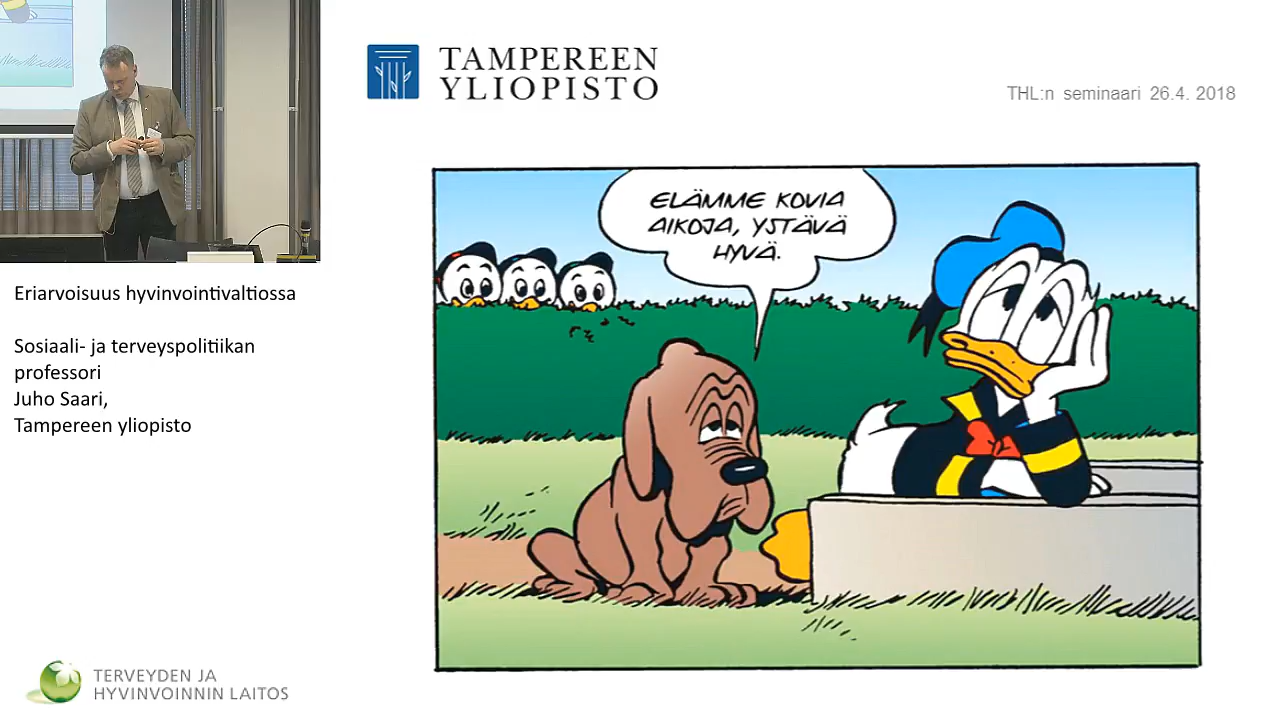 TAMPEREEN
YLIOPISTO
THL:n seminaari 26.4. 2018
ELÄMME KOVIA
AIKOJA, YSTÄVÄ
HYVÄ.
Eriarvoisuus hyvinvointivaltiossa
Sosiaali- ja terveyspolitiikan
professori
Juho Saari,
Tampereen yliopisto
TERVEYDEN JA
HYVINVOINNIN LAITOS